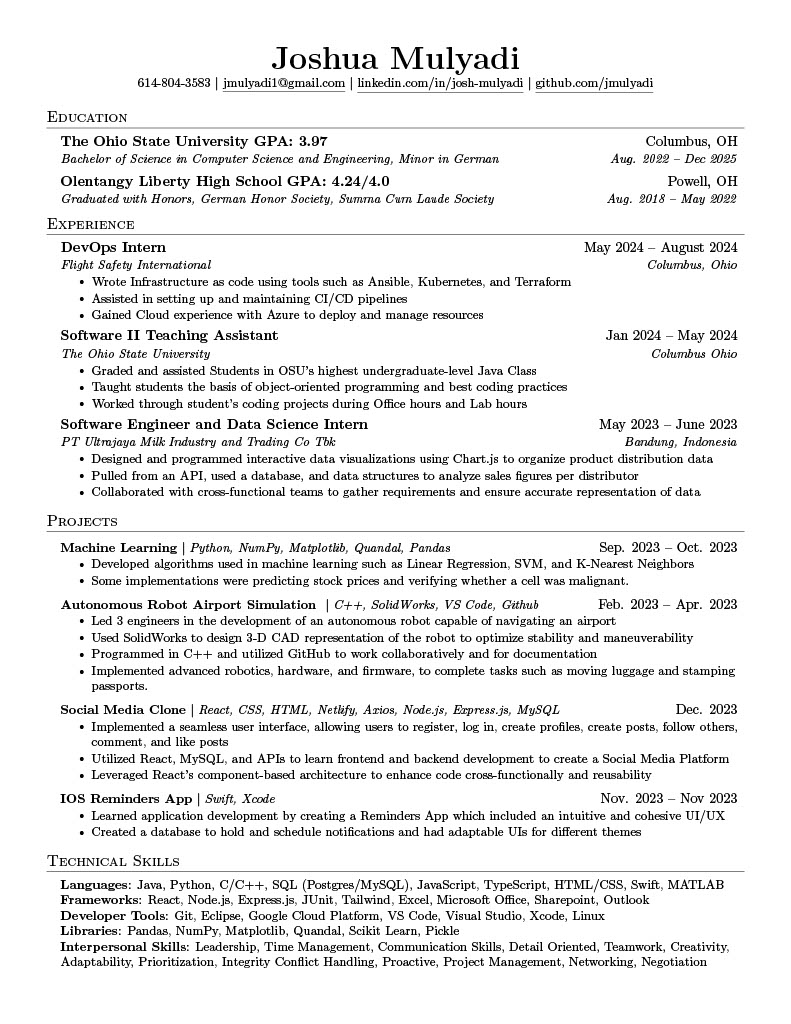 Joshua Mulyadi
614-804-3583 | jmulyadi1@gmail.com | linkedin.com/in/josh-mulyadi | github.com/jmulyadi
Education
The Ohio State University GPA: 3.97 Columbus, OH
Bachelor of Science in Computer Science and Engineering, Minor in German Aug. 2022 – Dec 2025
Olentangy Liberty High School GPA: 4.24/4.0 Powell, OH
Graduated with Honors, German Honor Society, Summa Cum Laude Society Aug. 2018 – May 2022
Experience
DevOps Intern May 2024 – August 2024
Flight Safety International Columbus, Ohio
• Wrote Infrastructure as code using tools such as Ansible, Kubernetes, and Terraform
• Assisted in setting up and maintaining CI/CD pipelines
• Gained Cloud experience with Azure to deploy and manage resources
Software II Teaching Assistant Jan 2024 – May 2024
The Ohio State University Columbus Ohio
• Graded and assisted Students in OSU's highest undergraduate-level Java Class
• Taught students the basis of object-oriented programming and best coding practices
• Worked through student's coding projects during Office hours and Lab hours
Software Engineer and Data Science Intern May 2023 – June 2023
PT Ultrajaya Milk Industry and Trading Co Tbk Bandung, Indonesia
• Designed and programmed interactive data visualizations using Chart.js to organize product distribution data
• Pulled from an API, used a database, and data structures to analyze sales figures per distributor
• Collaborated with cross-functional teams to gather requirements and ensure accurate representation of data
Projects
Machine Learning | Python, NumPy, Matplotlib, Quandal, Pandas Sep. 2023 – Oct. 2023
• Developed algorithms used in machine learning such as Linear Regression, SVM, and K-Nearest Neighbors
• Some implementations were predicting stock prices and verifying whether a cell was malignant.
Autonomous Robot Airport Simulation | C++, SolidWorks, VS Code, Github Feb. 2023 – Apr. 2023
• Led 3 engineers in the development of an autonomous robot capable of navigating an airport
• Used SolidWorks to design 3-D CAD representation of the robot to optimize stability and maneuverability
• Programmed in C++ and utilized GitHub to work collaboratively and for documentation
• Implemented advanced robotics, hardware, and firmware, to complete tasks such as moving luggage and stamping
passports.
Social Media Clone | React, CSS, HTML, Netlify, Axios, Node.js, Express.js, MySQL Dec. 2023
• Implemented a seamless user interface, allowing users to register, log in, create profiles, create posts, follow others,
comment, and like posts
• Utilized React, MySQL, and APIs to learn frontend and backend development to create a Social Media Platform
• Leveraged React's component-based architecture to enhance code cross-functionally and reusability
IOS Reminders App | Swift, Xcode Nov. 2023 – Nov 2023
• Learned application development by creating a Reminders App which included an intuitive and cohesive UI/UX
• Created a database to hold and schedule notifications and had adaptable UIs for different themes
Technical Skills
Languages: Java, Python, C/C++, SQL (Postgres/MySQL), JavaScript, TypeScript, HTML/CSS, Swift, MATLAB
Frameworks: React, Node.js, Express.js, JUnit, Tailwind, Excel, Microsoft Office, Sharepoint, Outlook
Developer Tools: Git, Eclipse, Google Cloud Platform, VS Code, Visual Studio, Xcode, Linux
Libraries: Pandas, NumPy, Matplotlib, Quandal, Scikit Learn, Pickle
Interpersonal Skills: Leadership, Time Management, Communication Skills, Detail Oriented, Teamwork, Creativity,
Adaptability, Prioritization, Integrity Conflict Handling, Proactive, Project Management, Networking, Negotiation